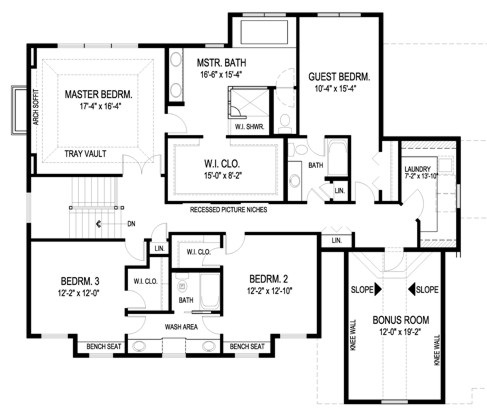 MSTR. BATH
16'-6" x 15'-4"
GUEST BEDRM.
10'-4" x 15'-4"
MASTER BEDRM.
17'-4" x 16'-4"
ARCH SOFFIT
W.I. SHWR.
TRAY VAULT
W.I. CLO.
15'-0" x 8'-2"
BATH
LAUNDRY
7'-2" x 13'-10"
LIN.
RECESSED PICTURE NICHES
DN
LIN.
LIN.
W.I. CLO.
BEDRM. 3
12'-2" x 12'-0"
W.I. CLO.
BEDRM. 2
12'-2" x 12'-10"
BATH
SLOPE
SLOPE
WASH AREA
BONUS ROOM
12'-0" x 19'-2"
KNEE WALL
KNEE WALL
BENCH SEAT
BENCH SEAT